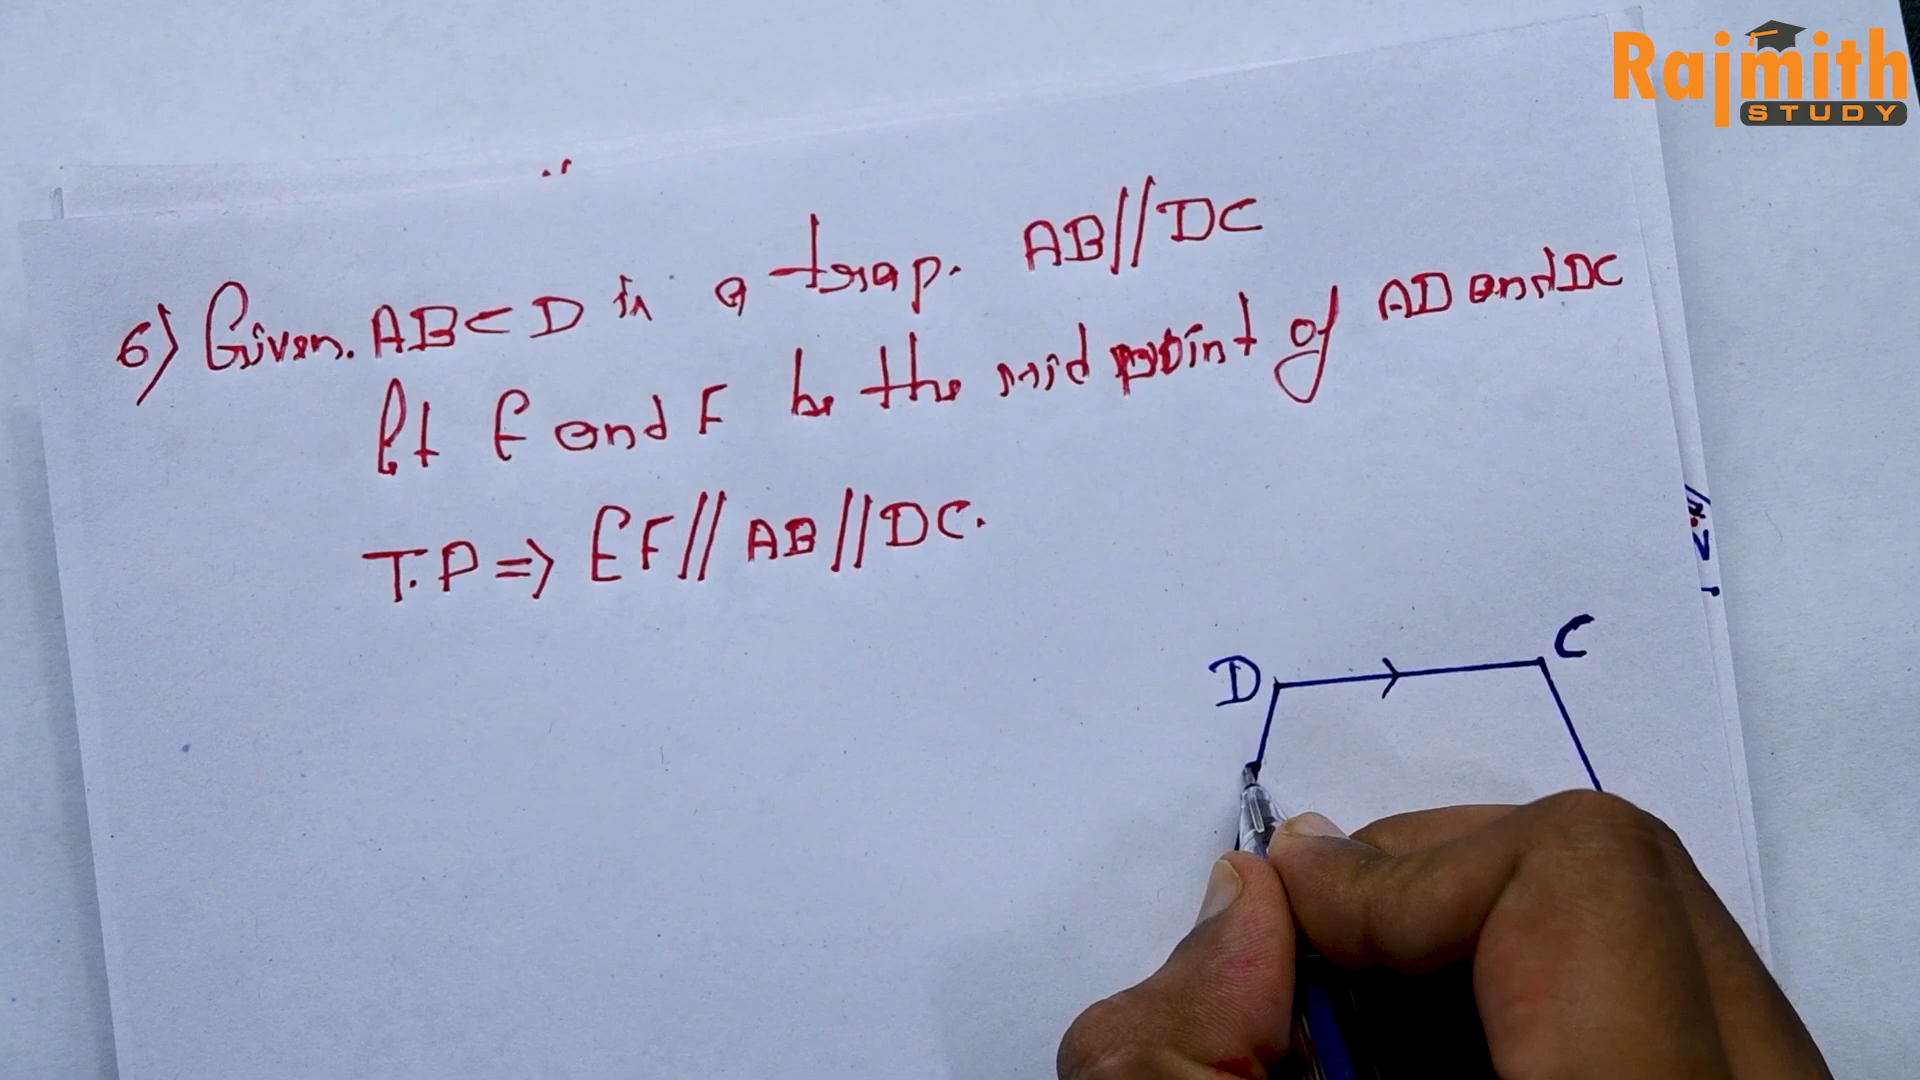 Rajmith
STUDY
6) Given. ABCD is a trap. AB//DC
let E and F be the mid point of AD and DC
T.P => EF // AB // DC.
D C